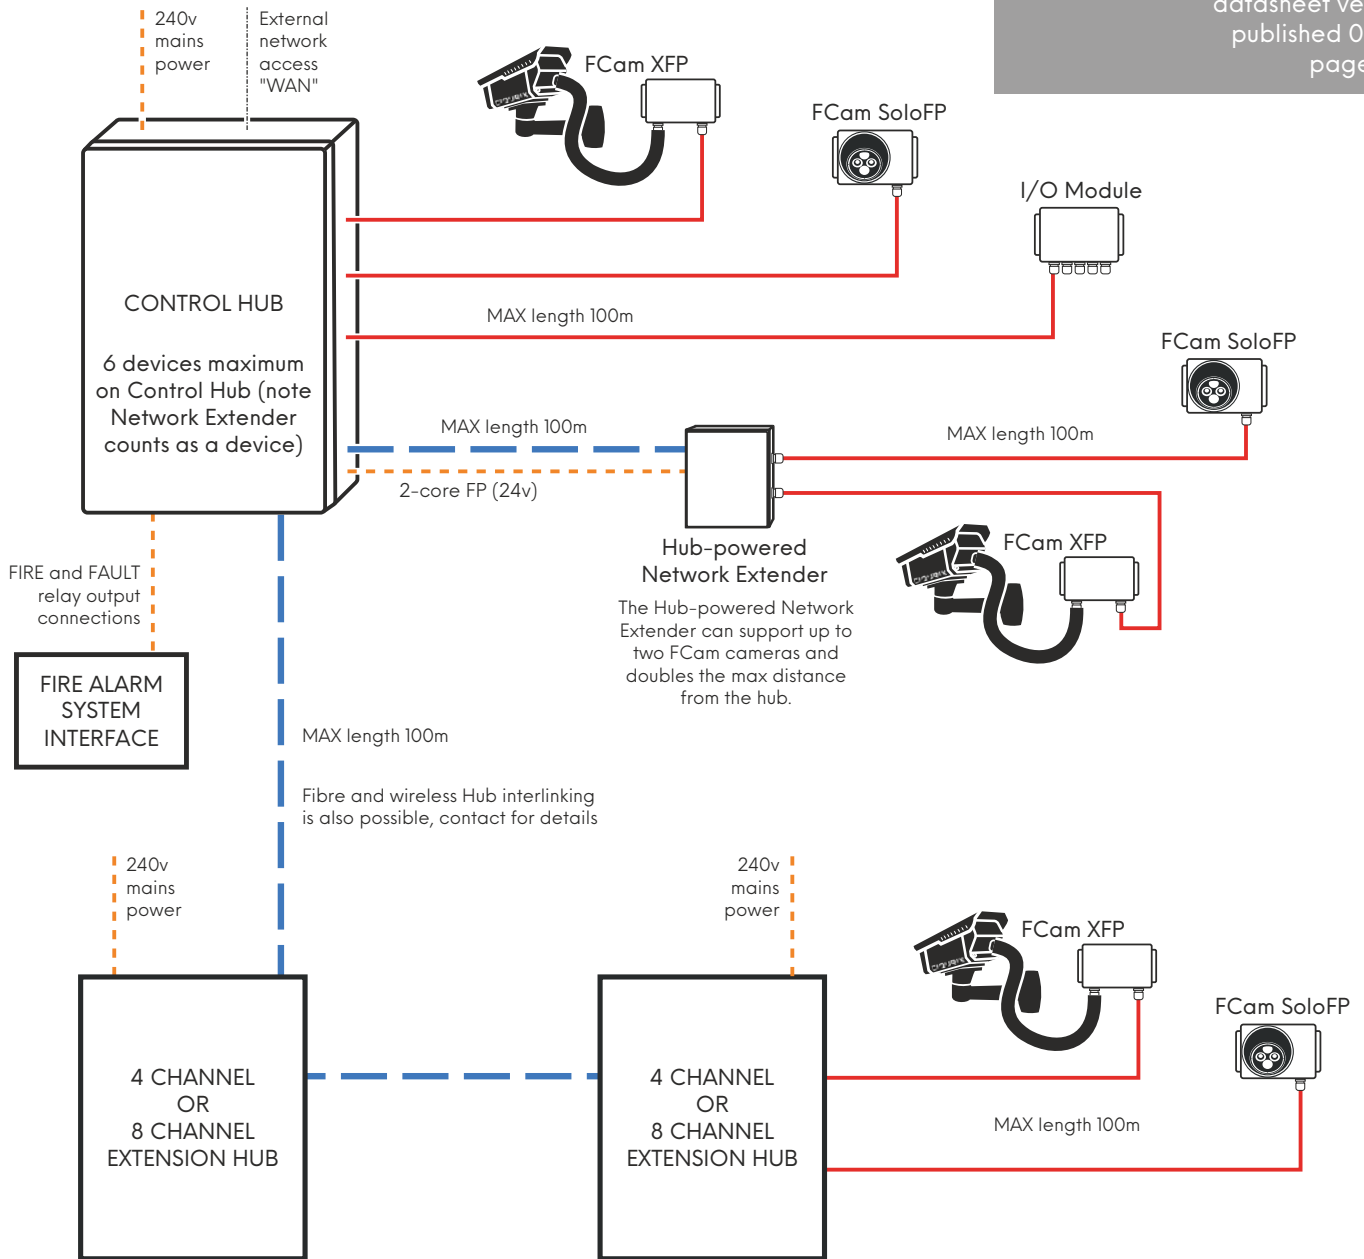 datasheet ve
published 0
page
240v
mains
power
External
network
access
"WAN"
FCam XFP
FCam SoloFP
I/O Module
CONTROL HUB
6 devices maximum
on Control Hub (note
Network Extender
counts as a device)
MAX length 100m
FCam SoloFP
MAX length 100m
MAX length 100m
2-core FP (24v)
Hub-powered
Network Extender
The Hub-powered Network
Extender can support up to
two FCam cameras and
doubles the max distance
from the hub.
FCam XFP
FIRE and FAULT
relay output
connections
FIRE ALARM
SYSTEM
INTERFACE
MAX length 100m
Fibre and wireless Hub interlinking
is also possible, contact for details
240v
mains
power
240v
mains
power
FCam XFP
FCam SoloFP
4 CHANNEL
OR
8 CHANNEL
EXTENSION HUB
4 CHANNEL
OR
8 CHANNEL
EXTENSION HUB
MAX length 100m